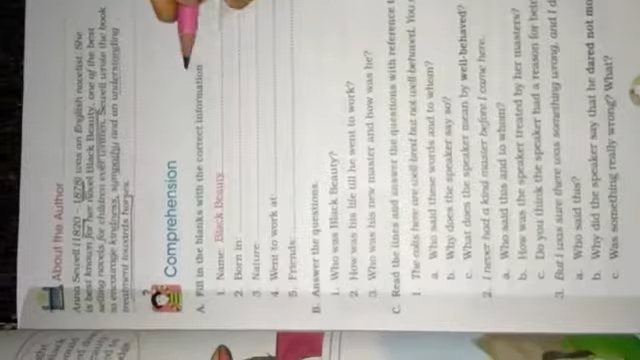 About the Author
Anna Sewell (1820 - 1878) was an English novelist. She
is best known for her novel Black Beauty, one of the best
selling novels for children ever written. Sewell wrote the book
to encourage kindness, sympathy and an understanding
treatment towards horses.
Comprehension
A. Fill in the blanks with the correct information
1. Name: Black Beauty
2. Born in:
3. Nature:
4. Went to work at:
5. Friends:
B. Answer the questions.
1. Who was Black Beauty?
2. How was his life till he went to work?
3. Who was his new master and how was he?
C. Read the lines and answer the questions with reference
1. The colts here are well bred but not well behaved. You
a. Who said these words and to whom?
b. Why does the speaker say so?
c. What does the speaker mean by well-behaved?
2. I never had a kind master before I came here.
a. Who said this and to whom?
b. How was the speaker treated by her masters?
c. Do you think the speaker had a reason for
3. But I was sure there was something wrong, and I
a. Who said this?
b. Why did the speaker say that he dared not
c. Was something really wrong? What?